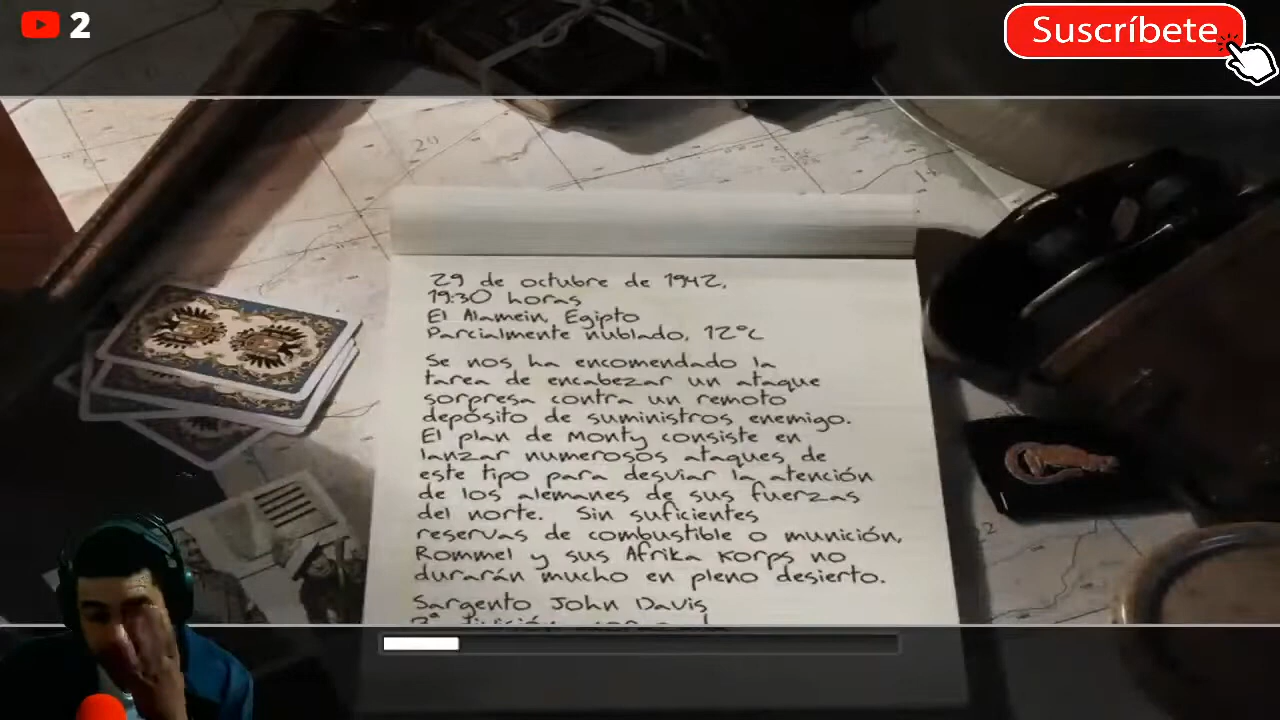 2
Suscríbete
29 de octubre de 1942,
19:30 horas
El Alamein, Egipto
Parcialmente nublado, 12°C
Se nos ha encomendado la
tarea de encabezar un ataque
sorpresa contra un remoto
depósito de suministros enemigo.
El plan de Monty consiste en
lanzar numerosos ataques de
este tipo para desviar la atención
de los alemanes de sus fuerzas
del norte. Sin suficientes
reservas de combustible o munición,
Rommel y sus Afrika Korps no
durarán mucho en pleno desierto.
Sargento John Davis